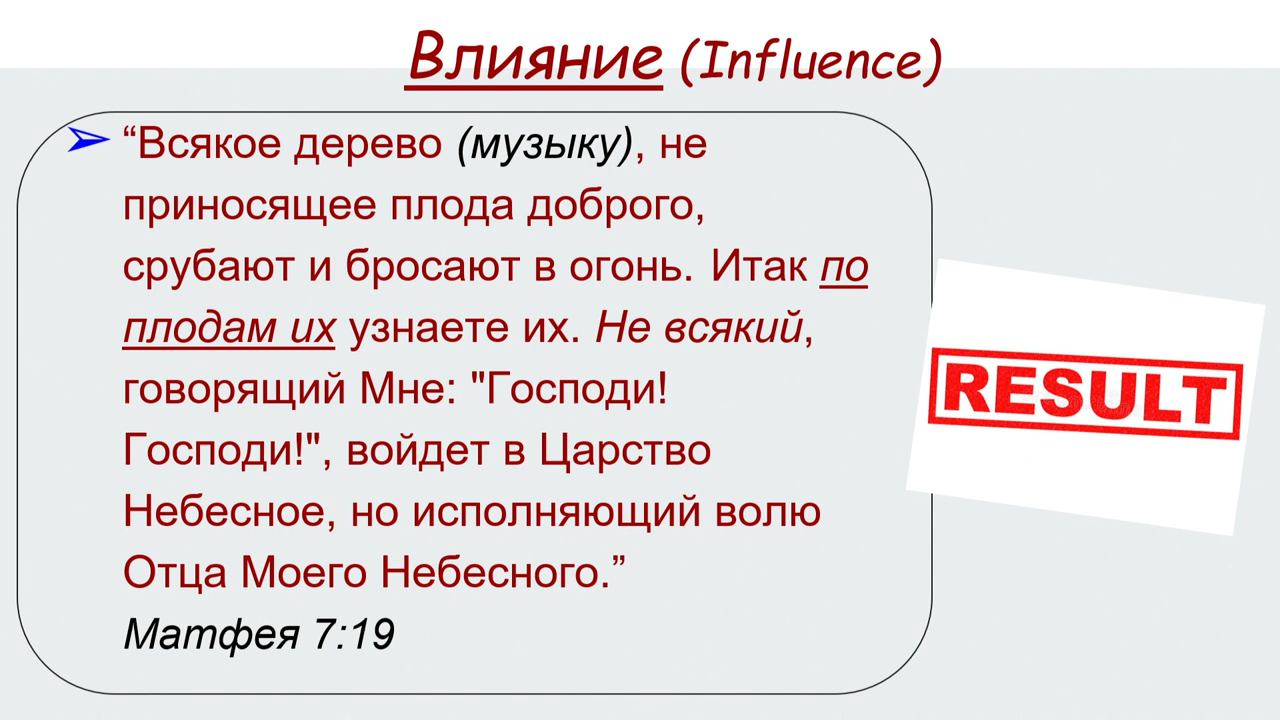 Влияние (Influence)
➢ “Всякое дерево (музыку), не
приносящее плода доброго,
срубают и бросают в огонь. Итак по
плодам их узнаете их. Не всякий,
говорящий Мне: "Господи!
Господи!", войдет в Царство
Небесное, но исполняющий волю
Отца Моего Небесного.”
Матфея 7:19
RESULT